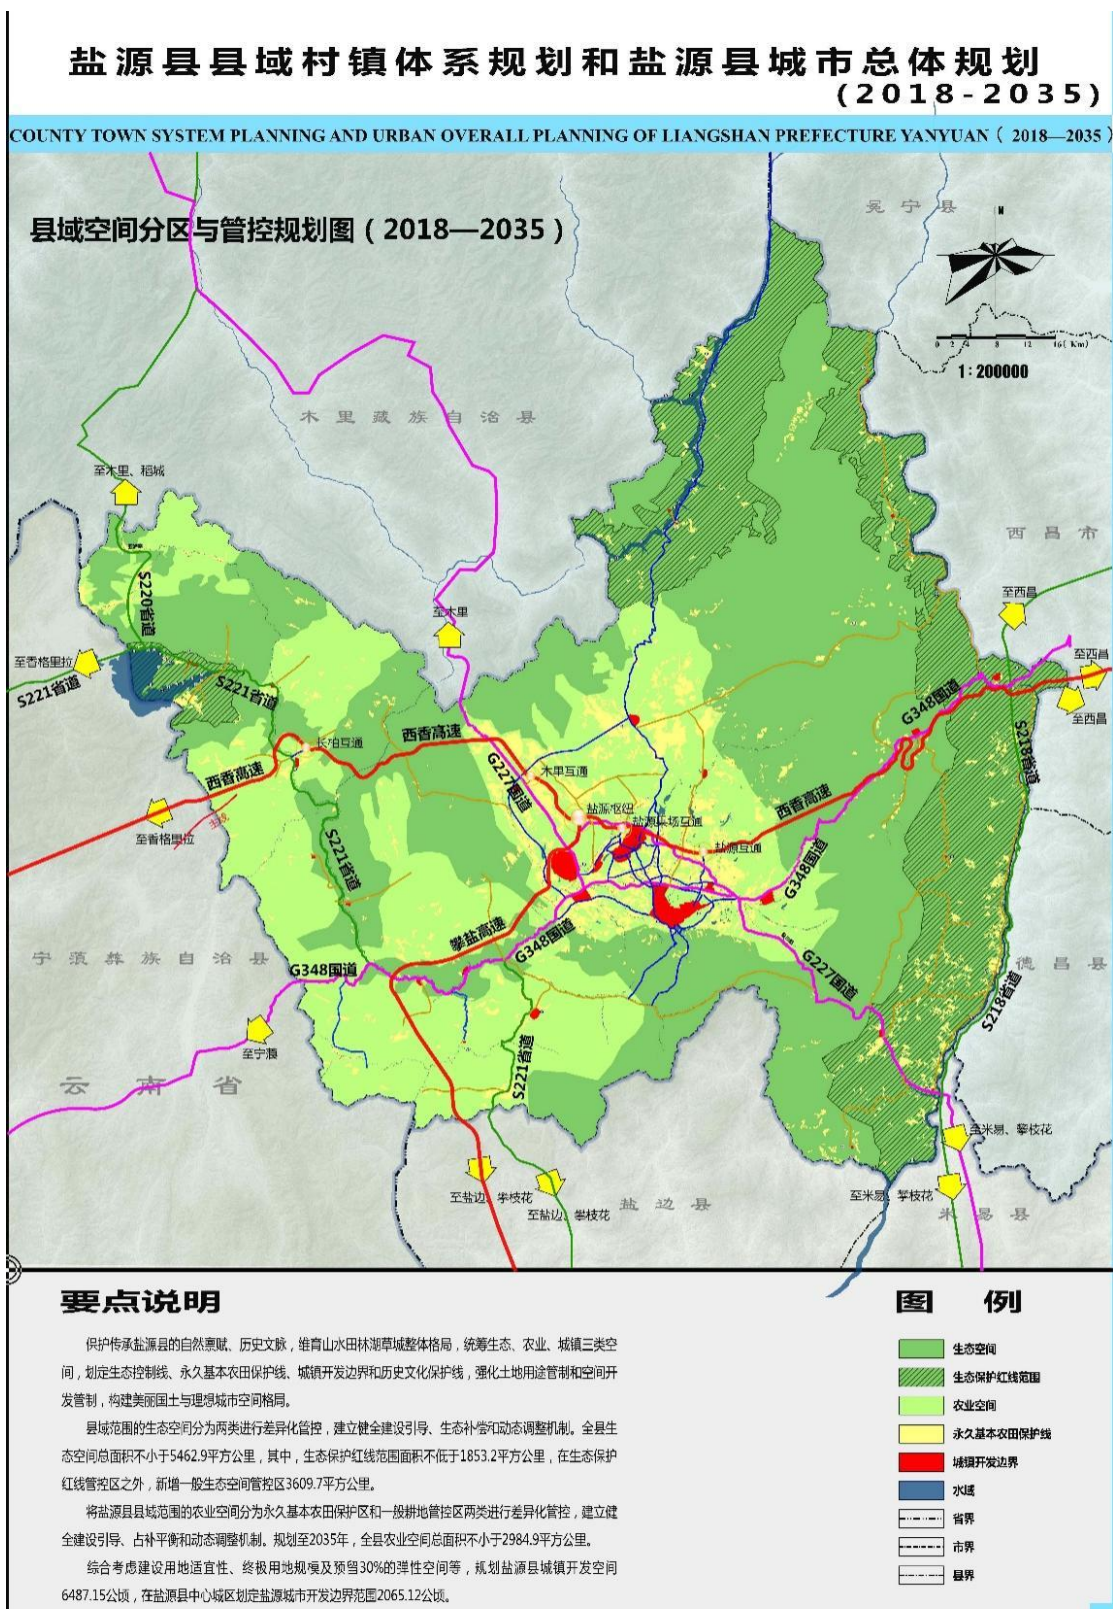 盐源县县域村镇体系规划和盐源县城市总体规划
(2018-2035)
COUNTY TOWN SYSTEM PLANNING AND URBAN OVERALL PLANNING OF LIANGSHAN PREFECTURE YANYUAN ( 2018—2035 )
县域空间分区与管控规划图(2018—2035)
冕宁县
N
0 2 4 8 12 16( Km)
1:200000
木里藏族自治县
至木里、稻城
西昌市
S220省道
至木里
至西昌
至香格里拉
S221省道
S221省道
至西昌
至西昌
G348国道
S218省道
长柏互通
西香高速
西香高速
G227国道
木里互通
西香高速
盐源枢纽
盐源互通
至香格里拉
S221省道
G348国道
攀盐高速
G348国道
宁蒗彝族自治县
G348国道
G227国道
德昌县
S218省道
至宁蒗
S221省道
云南省
至米易、攀枝花
至盐边、攀枝花
至盐边、攀枝花
盐边县
至米易、攀枝花
米易县
要点说明
保护传承盐源县的自然禀赋、历史文脉，维育山水田林湖草城整体格局，统筹生态、农业、城镇三类空
间，划定生态控制线、永久基本农田保护线、城镇开发边界和历史文化保护线，强化土地用途管制和空间开
发管制，构建美丽国土与理想城市空间格局。
县域范围的生态空间分为两类进行差异化管控，建立健全建设引导、生态补偿和动态调整机制。全县生
态空间总面积不小于5462.9平方公里，其中，生态保护红线范围面积不低于1853.2平方公里，在生态保护
红线管控区之外，新增一般生态空间管控区3609.7平方公里。
将盐源县县域范围的农业空间分为永久基本农田保护区和一般耕地管控区两类进行差异化管控，建立健
全建设引导、占补平衡和动态调整机制。规划至2035年，全县农业空间总面积不小于2984.9平方公里。
综合考虑建设用地适宜性、终极用地规模及预留30%的弹性空间等，规划盐源县城镇开发空间
6487.15公顷，在盐源县中心城区划定盐源城市开发边界范围2065.12公顷。
图 例
生态空间
生态保护红线范围
农业空间
永久基本农田保护线
城镇开发边界
水域
省界
市界
县界